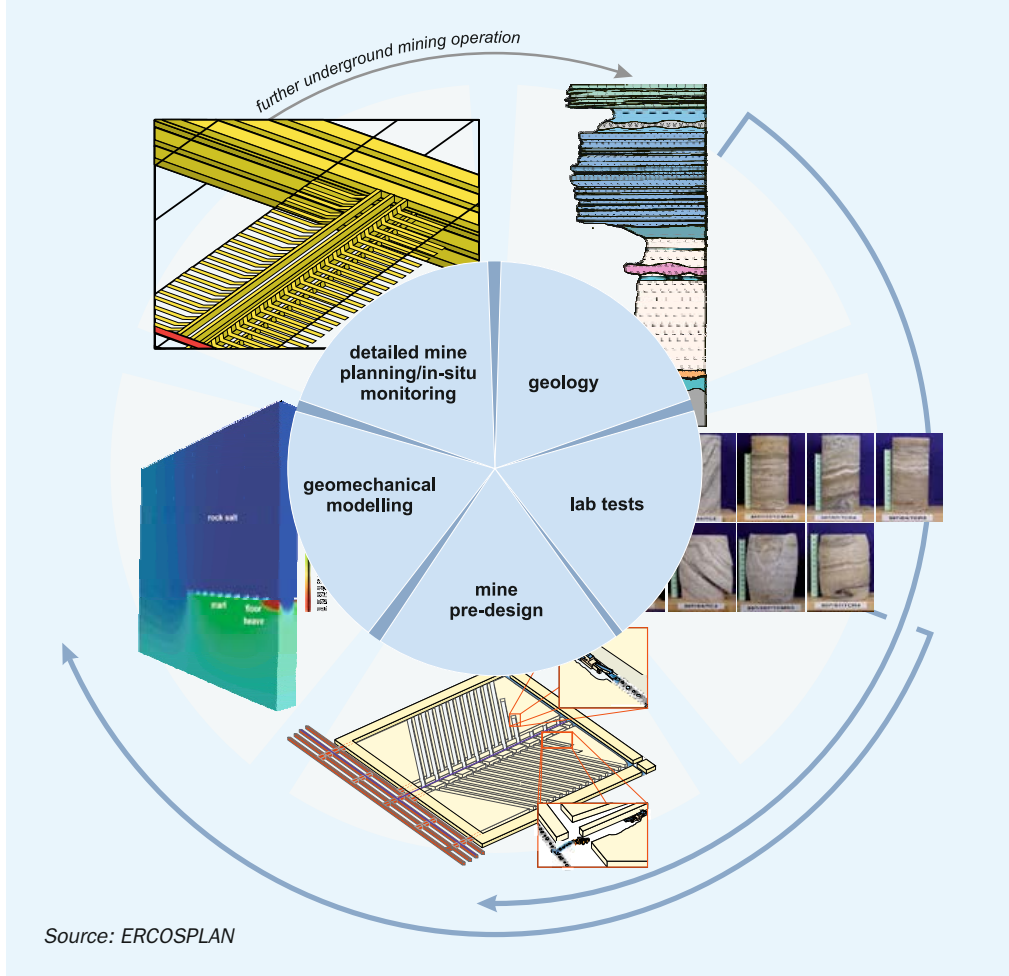 further underground mining operation
detailed mine
planning/in-situ
monitoring
geology
geomechanical
modelling
lab tests
mine
pre-design
rock salt
marl
floor
heave
Source: ERCOSPLAN